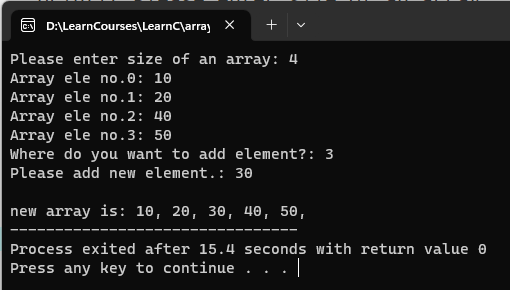 D:\LearnCourses\LearnC\array
Please enter size of an array: 4
Array ele no.0: 10
Array ele no.1: 20
Array ele no.2: 40
Array ele no.3: 50
Where do you want to add element?: 3
Please add new element.: 30
new array is: 10, 20, 30, 40, 50,
--------------------------------
Process exited after 15.4 seconds with return value 0
Press any key to continue . . .